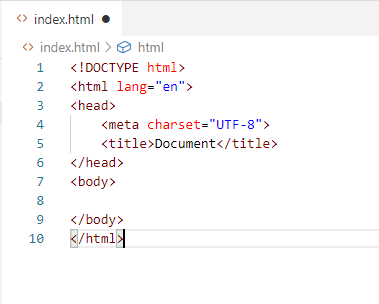 index.html
index.html > html
1 <!DOCTYPE html>
2 <html lang="en">
3 <head>
4     <meta charset="UTF-8">
5     <title>Document</title>
6 </head>
7 <body>
8
9 </body>
10 </html>